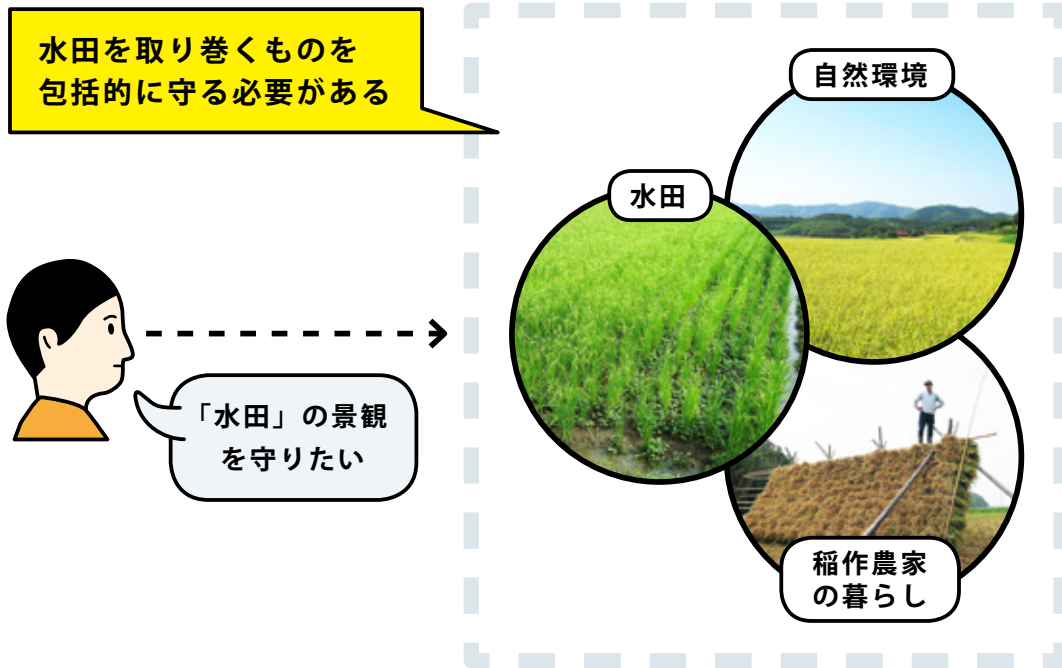 水田を取り巻くものを
包括的に守る必要がある
自然環境
水田
「水田」の景観
を守りたい
稲作農家
の暮らし